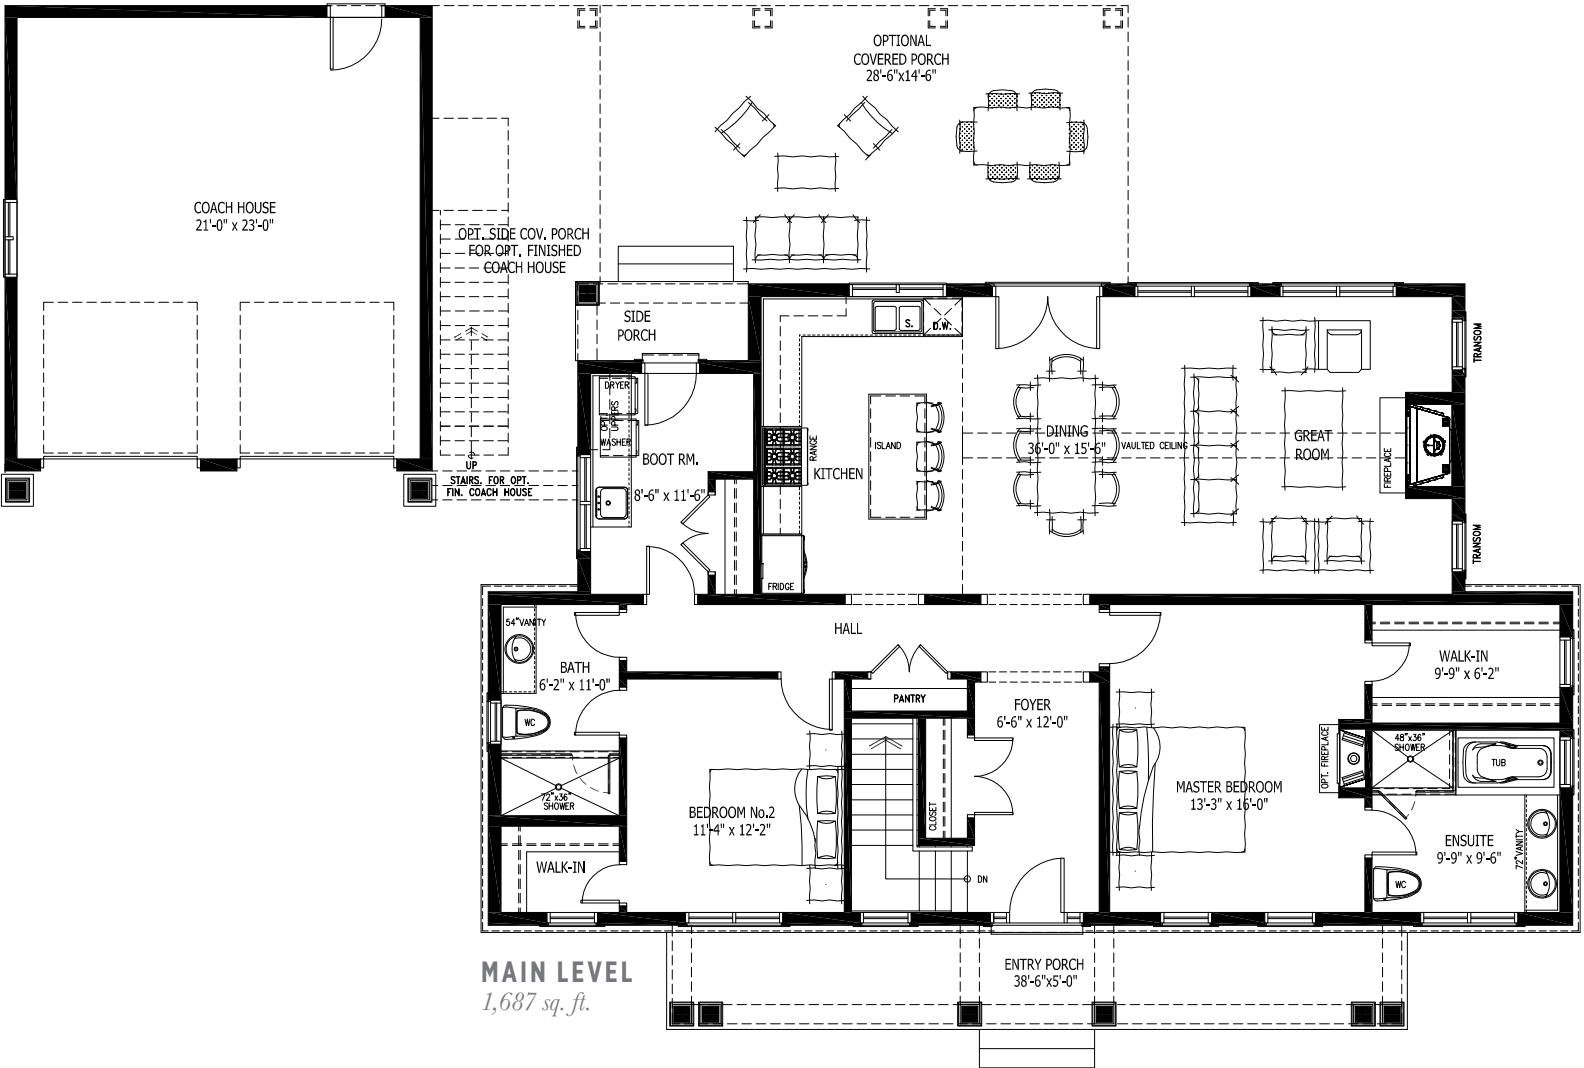 OPTIONAL
COVERED PORCH
28'-6"x14'-6"
COACH HOUSE
21'-0" x 23'-0"
OPT. SIDE COV. PORCH
FOR OPT. FINISHED
COACH HOUSE
UP
STAIRS. FOR OPT.
FIN. COACH HOUSE
SIDE
PORCH
DRYER
OPT. UPPERS
WASHER
BOOT RM.
8'-6" x 11'-6"
S.
D.W.
RANGE
KITCHEN
ISLAND
FRIDGE
DINING
36'-0" x 15'-6"
VAULTED CEILING
GREAT
ROOM
FIREPLACE
TRANSOM
TRANSOM
HALL
54"VANITY
BATH
6'-2" x 11'-0"
WC
72"x36"
SHOWER
WALK-IN
BEDROOM No.2
11'-4" x 12'-2"
PANTRY
CLOSET
DN
FOYER
6'-6" x 12'-0"
MASTER BEDROOM
13'-3" x 16'-0"
OPT. FIREPLACE
WALK-IN
9'-9" x 6'-2"
48"x36"
SHOWER
TUB
ENSUITE
9'-9" x 9'-6"
72"VANITY
WC
ENTRY PORCH
38'-6"x5'-0"
MAIN LEVEL
1,687 sq. ft.